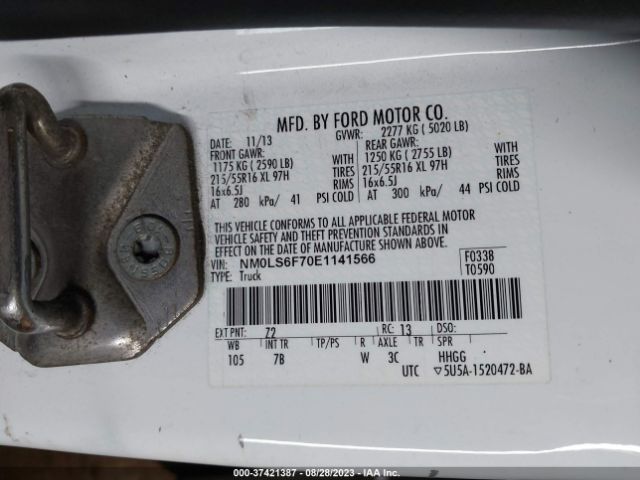 MFD. BY FORD MOTOR CO.
DATE: 11/13 GVWR: 2277 KG ( 5020 LB)
FRONT GAWR: REAR GAWR:
1175 KG ( 2590 LB) WITH 1250 KG ( 2755 LB) WITH
215/55R16 XL 97H TIRES 215/55R16 XL 97H TIRES
16x6.5J RIMS 16x6.5J RIMS
AT 280 kPa/ 41 PSI COLD AT 300 kPa/ 44 PSI COLD
THIS VEHICLE CONFORMS TO ALL APPLICABLE FEDERAL MOTOR
VEHICLE SAFETY AND THEFT PREVENTION STANDARDS IN
EFFECT ON THE DATE OF MANUFACTURE SHOWN ABOVE.
VIN: NM0LS6F70E1141566 F0338
TYPE: Truck T0590
EXT PNT: Z2 RC: 13 DSO:
WB INT TR TP/PS R AXLE TR SPR
105 7B W 3C HHGG
UTC ▽5U5A-1520472-BA
000-37421387 - 08/28/2023 - IAA Inc.